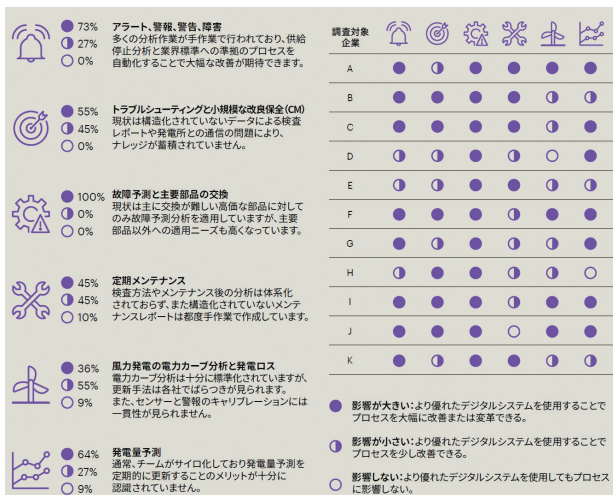 73% アラート、警報、警告、障害
27% 多くの分析作業が手作業で行われており、供給
0% 停止分析と業界標準への準拠のプロセスを
自動化することで大幅な改善が期待できます。
55% トラブルシューティングと小規模な改良保全(CM)
45% 現状は構造化されていないデータによる検査
0% レポートや発電所との通信の問題により、
ナレッジが蓄積されていません。
100% 故障予測と主要部品の交換
0% 現状は主に交換が難しい高価な部品に対して
0% のみ故障予測分析を適用していますが、主要
部品以外への適用ニーズも高くなっています。
45% 定期メンテナンス
45% 検査方法やメンテナンス後の分析は体系化
10% されておらず、また構造化されていないメンテ
ナンスレポートは都度手作業で作成しています。
36% 風力発電の電力カーブ分析と発電ロス
55% 電力カーブ分析は十分に標準化されていますが、
9% 更新手法は各社でばらつきが見られます。
また、センサーと警報のキャリブレーションには
一貫性が見られません。
64% 発電量予測
27% 通常、チームがサイロ化しており発電量予測を
9% 定期的に更新することのメリットが十分に
認識されていません。
調査対象
企業
A
B
C
D
E
F
G
H
I
J
K
影響が大きい:より優れたデジタルシステムを使用することで
プロセスを大幅に改善または変革できる。
影響が小さい:より優れたデジタルシステムを使用することで
プロセスを少し改善できる。
影響しない:より優れたデジタルシステムを使用してもプロセス
に影響しない。